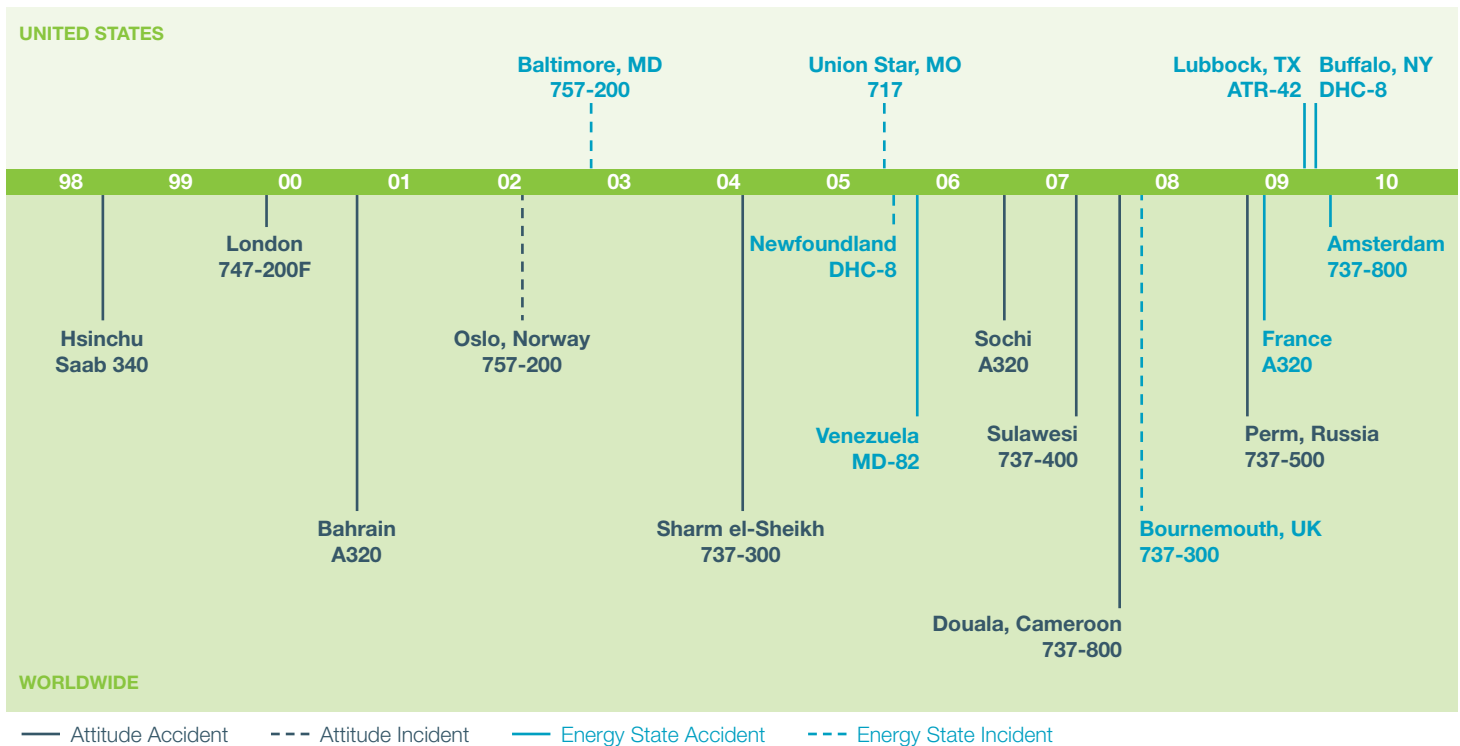 UNITED STATES
Baltimore, MD
757-200
Union Star, MO
717
Lubbock, TX
ATR-42
Buffalo, NY
DHC-8
98 99 00 01 02 03 04 05 06 07 08 09 10
London
747-200F
Newfoundland
DHC-8
Amsterdam
737-800
Hsinchu
Saab 340
Oslo, Norway
757-200
Sochi
A320
France
A320
Venezuela
MD-82
Sulawesi
737-400
Perm, Russia
737-500
Bahrain
A320
Sharm el-Sheikh
737-300
Bournemouth, UK
737-300
Douala, Cameroon
737-800
WORLDWIDE
Attitude Accident Attitude Incident Energy State Accident Energy State Incident